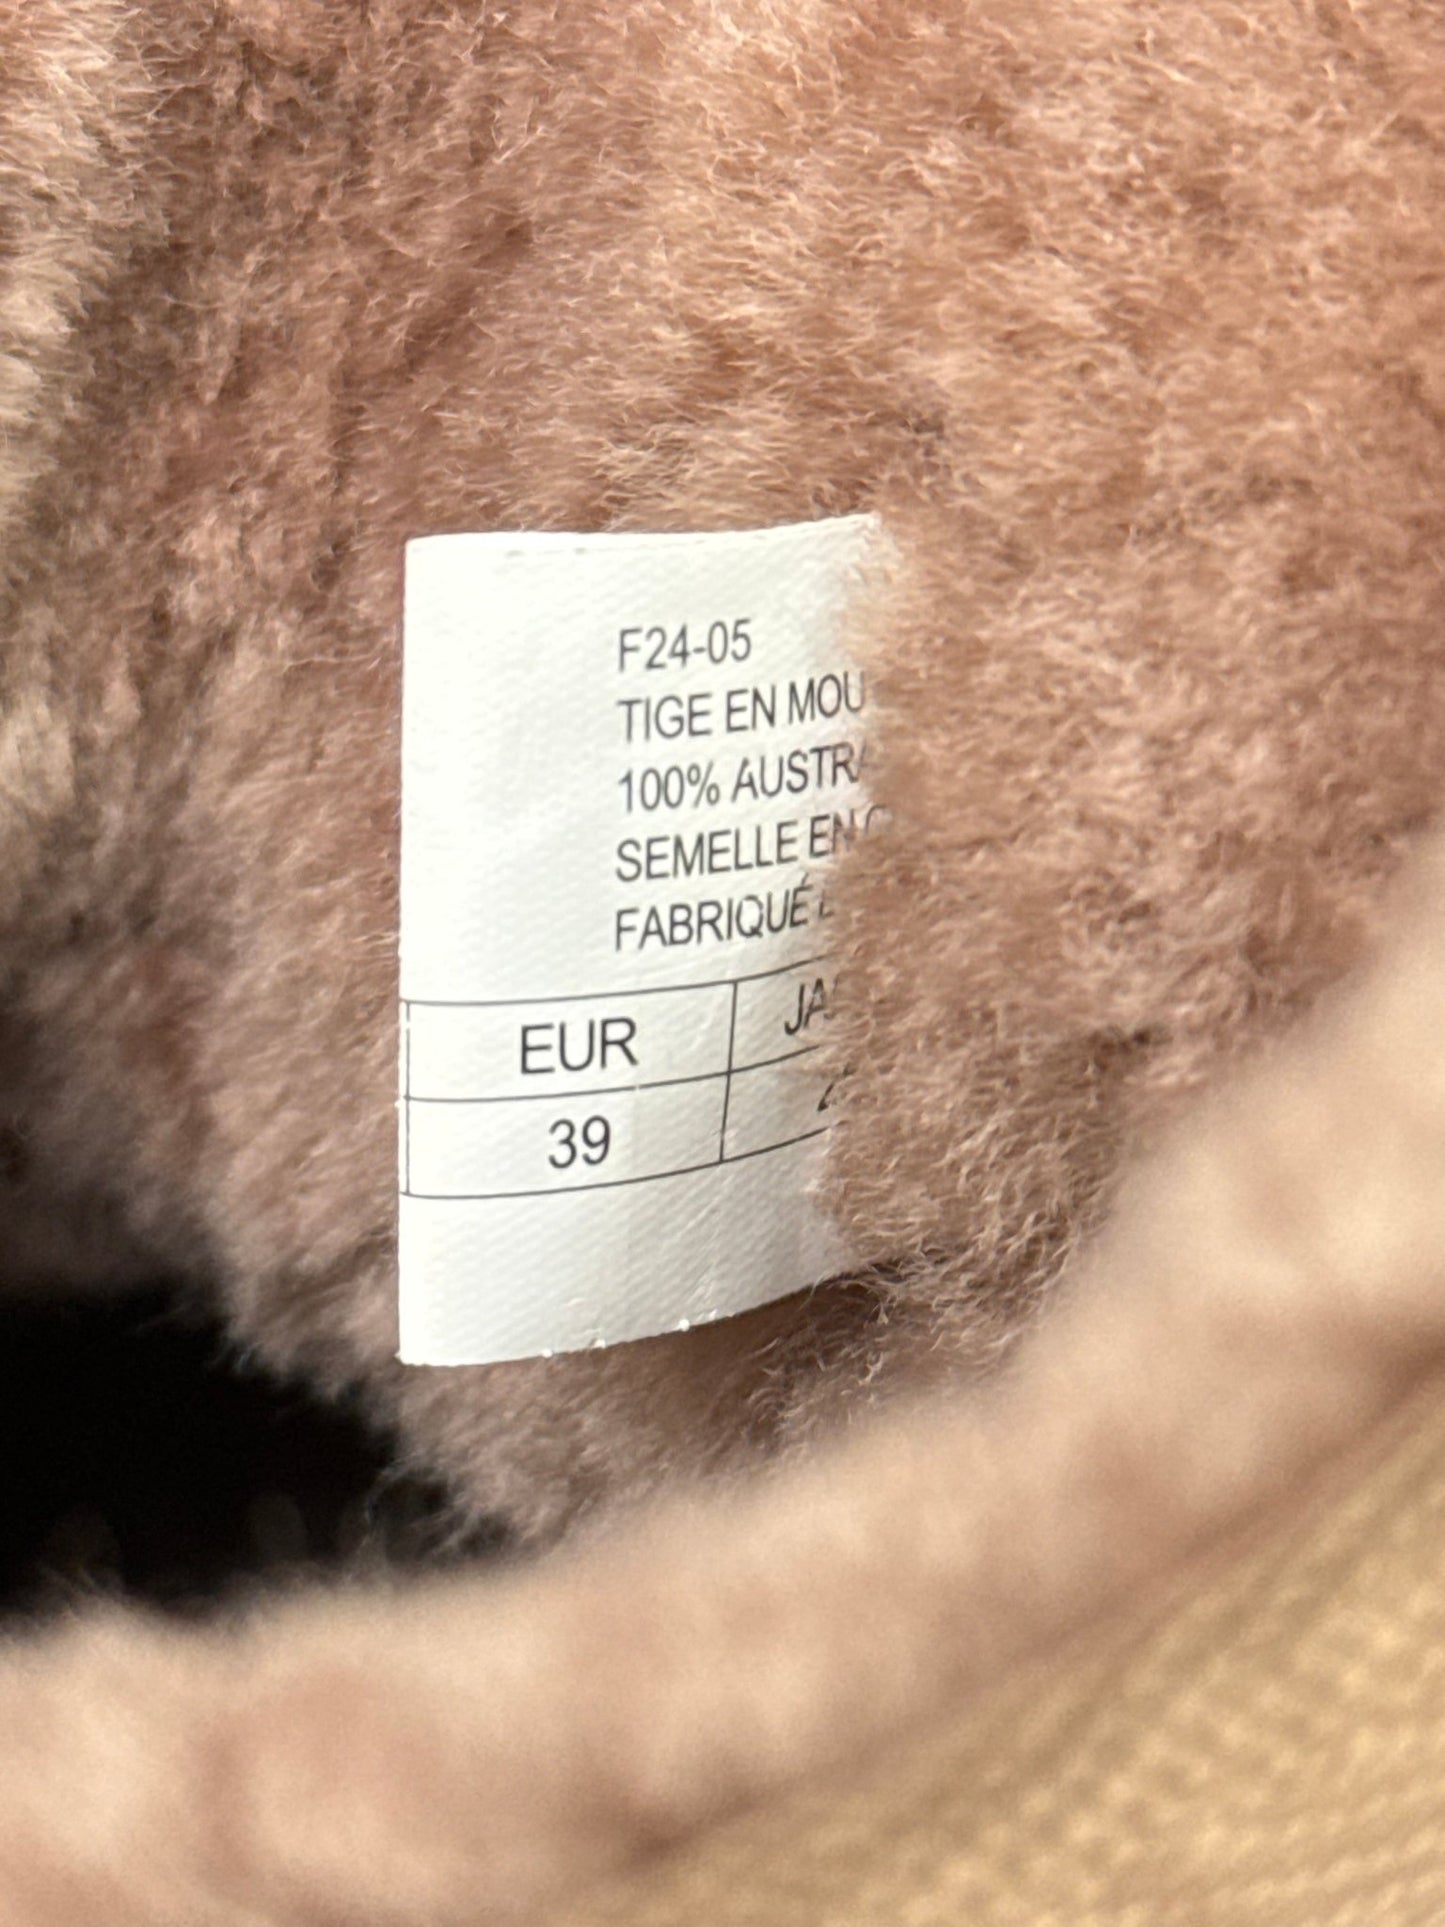 F24-05
TIGE EN MOU
100% AUSTRA
SEMELLE EN
FABRIQUÉ
EUR
39